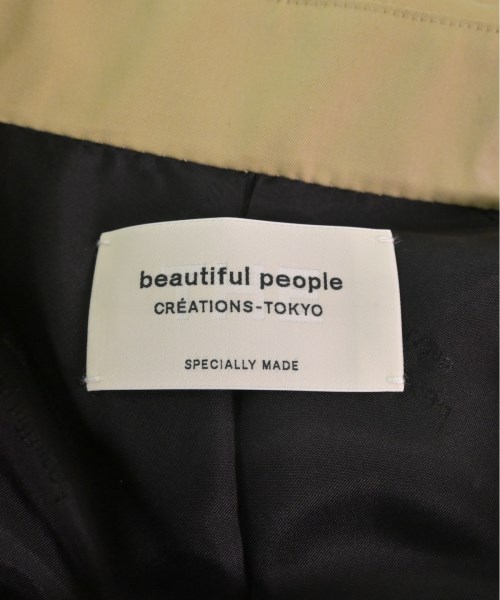 beautiful people
CRÉATIONS-TOKYO
SPECIALLY MADE